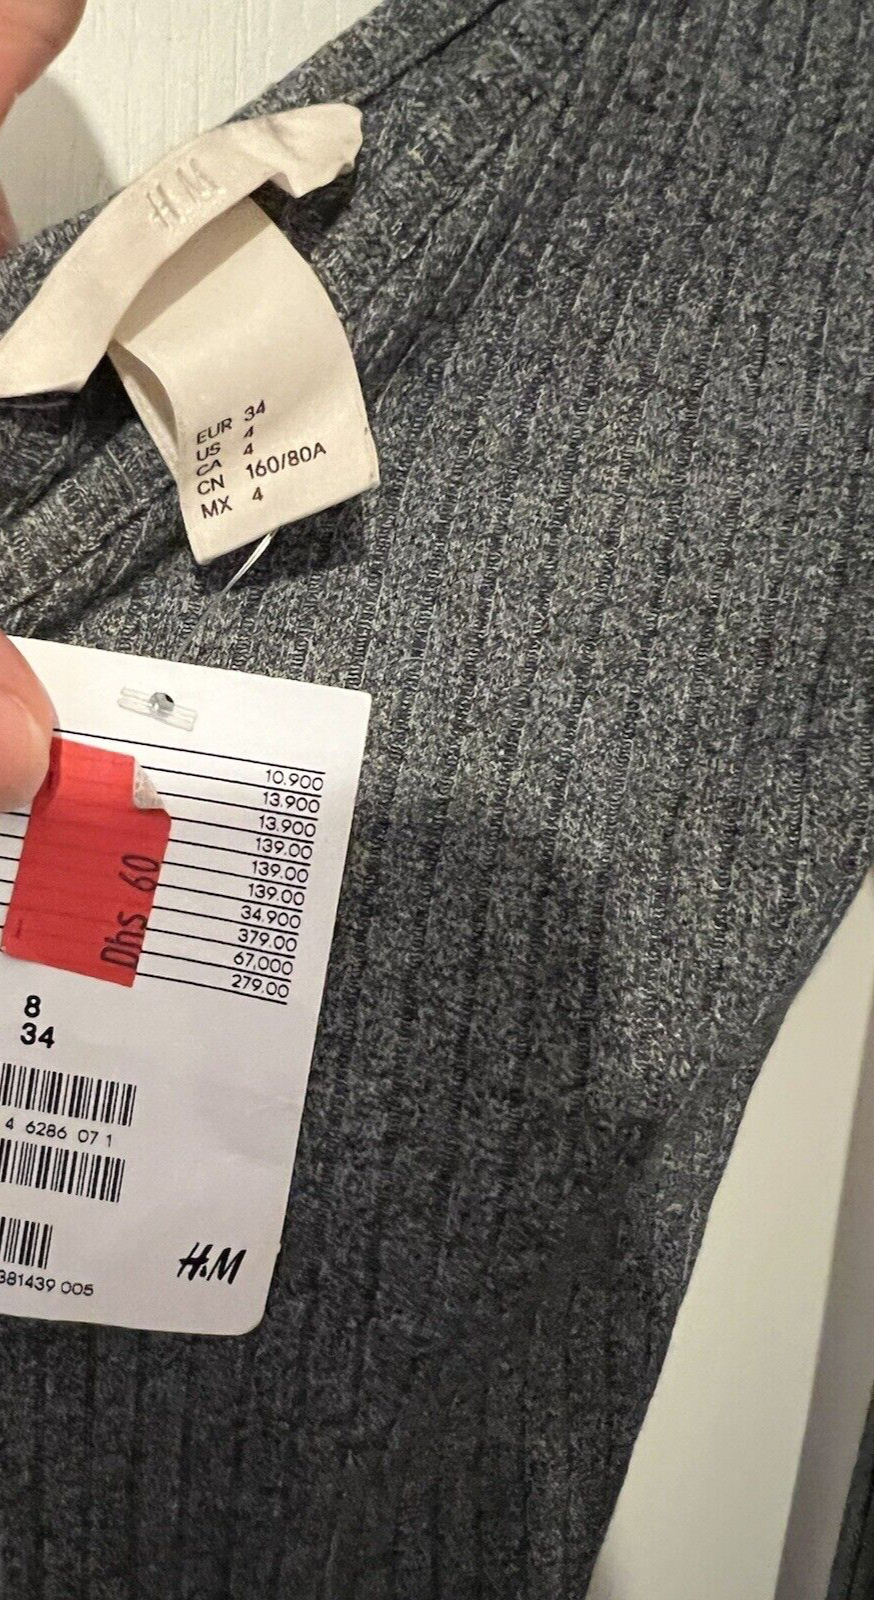 H&M
EUR 34
US 4
CA 4
CN 160/80A
MX 4
10.900
13.900
13.900
139.00
139.00
139.00
34.900
379.00
67,000
279.00
Dhs 60
8
34
4 6286 07 1
381439 005
H&M